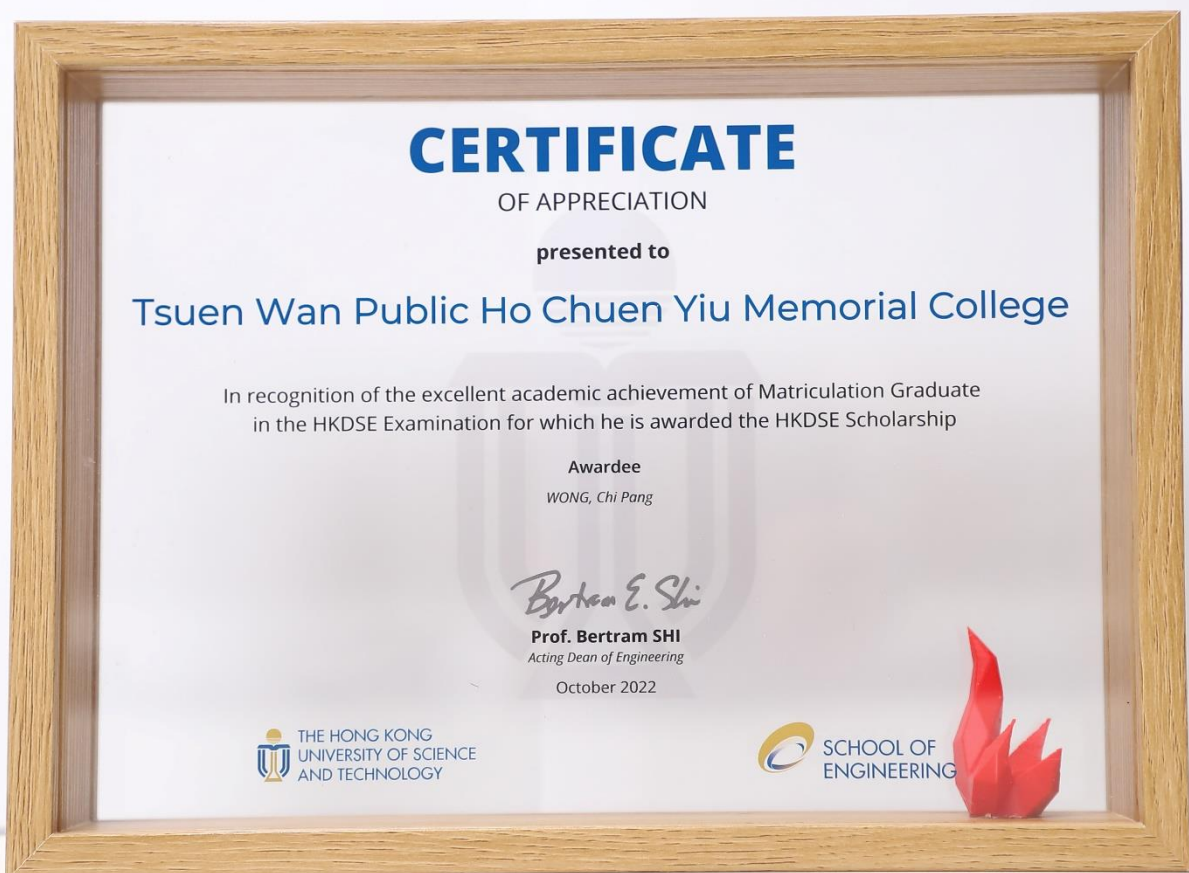 CERTIFICATE
OF APPRECIATION
presented to
Tsuen Wan Public Ho Chuen Yiu Memorial College
In recognition of the excellent academic achievement of Matriculation Graduate
in the HKDSE Examination for which he is awarded the HKDSE Scholarship
Awardee
WONG, Chi Pang
Bertram E. Shi
Prof. Bertram SHI
Acting Dean of Engineering
October 2022
THE HONG KONG
UNIVERSITY OF SCIENCE
AND TECHNOLOGY
SCHOOL OF
ENGINEERING